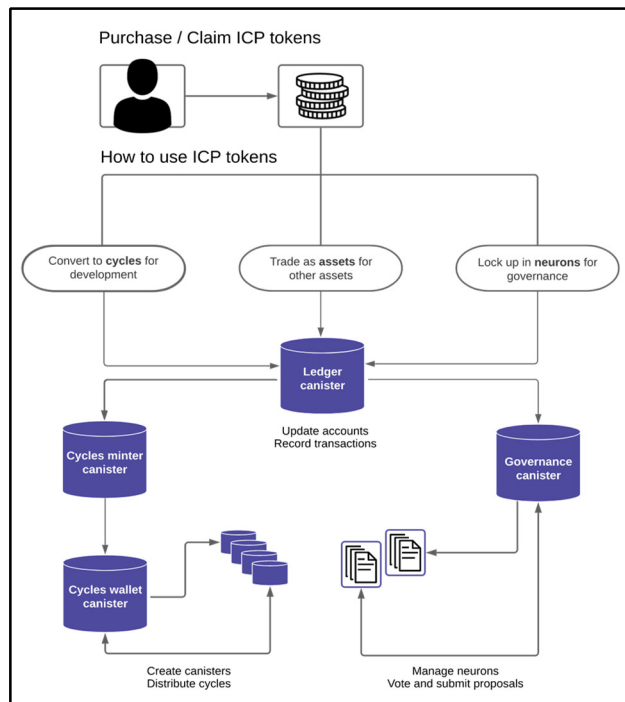 Purchase / Claim ICP tokens
How to use ICP tokens
Convert to cycles for
development
Trade as assets for
other assets
Lock up in neurons for
governance
Ledger
canister
Update accounts
Record transactions
Cycles minter
canister
Governance
canister
Cycles wallet
canister
Create canisters
Distribute cycles
Manage neurons
Vote and submit proposals